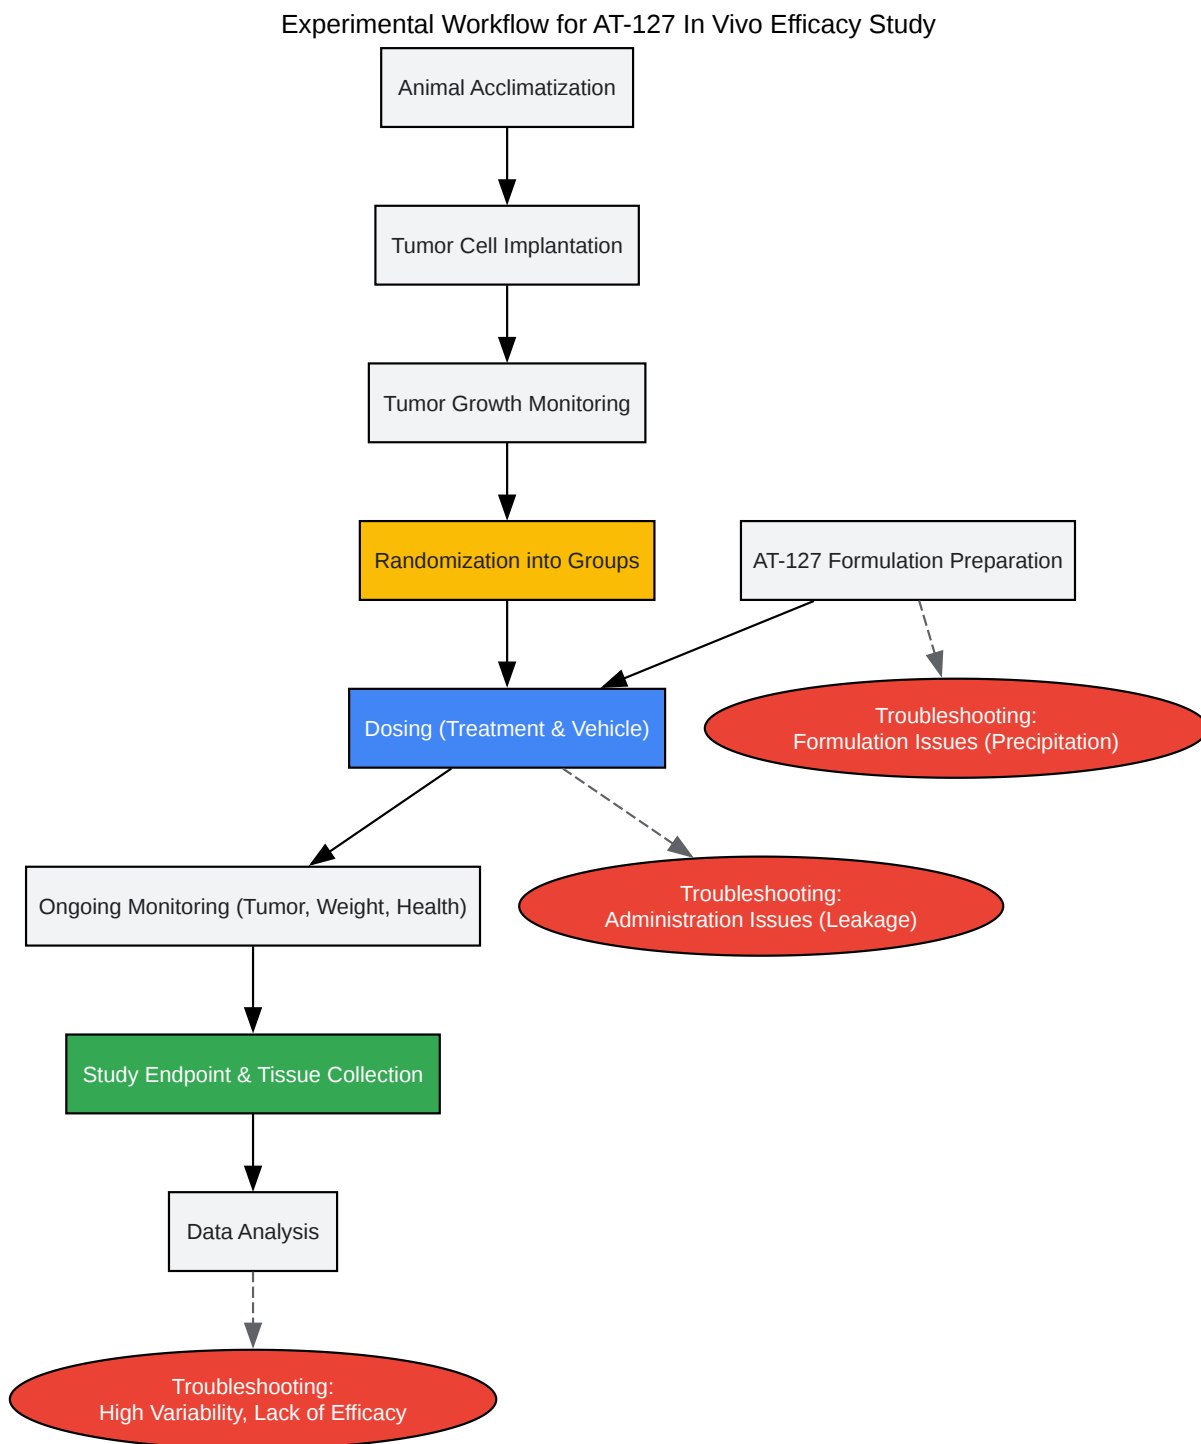 Experimental Workflow for AT-127 In Vivo Efficacy Study
Animal Acclimatization
Tumor Cell Implantation
Tumor Growth Monitoring
Randomization into Groups
AT-127 Formulation Preparation
Dosing (Treatment & Vehicle)
Troubleshooting:
Formulation Issues (Precipitation)
Ongoing Monitoring (Tumor, Weight, Health)
Troubleshooting:
Administration Issues (Leakage)
Study Endpoint & Tissue Collection
Data Analysis
Troubleshooting:
High Variability, Lack of Efficacy